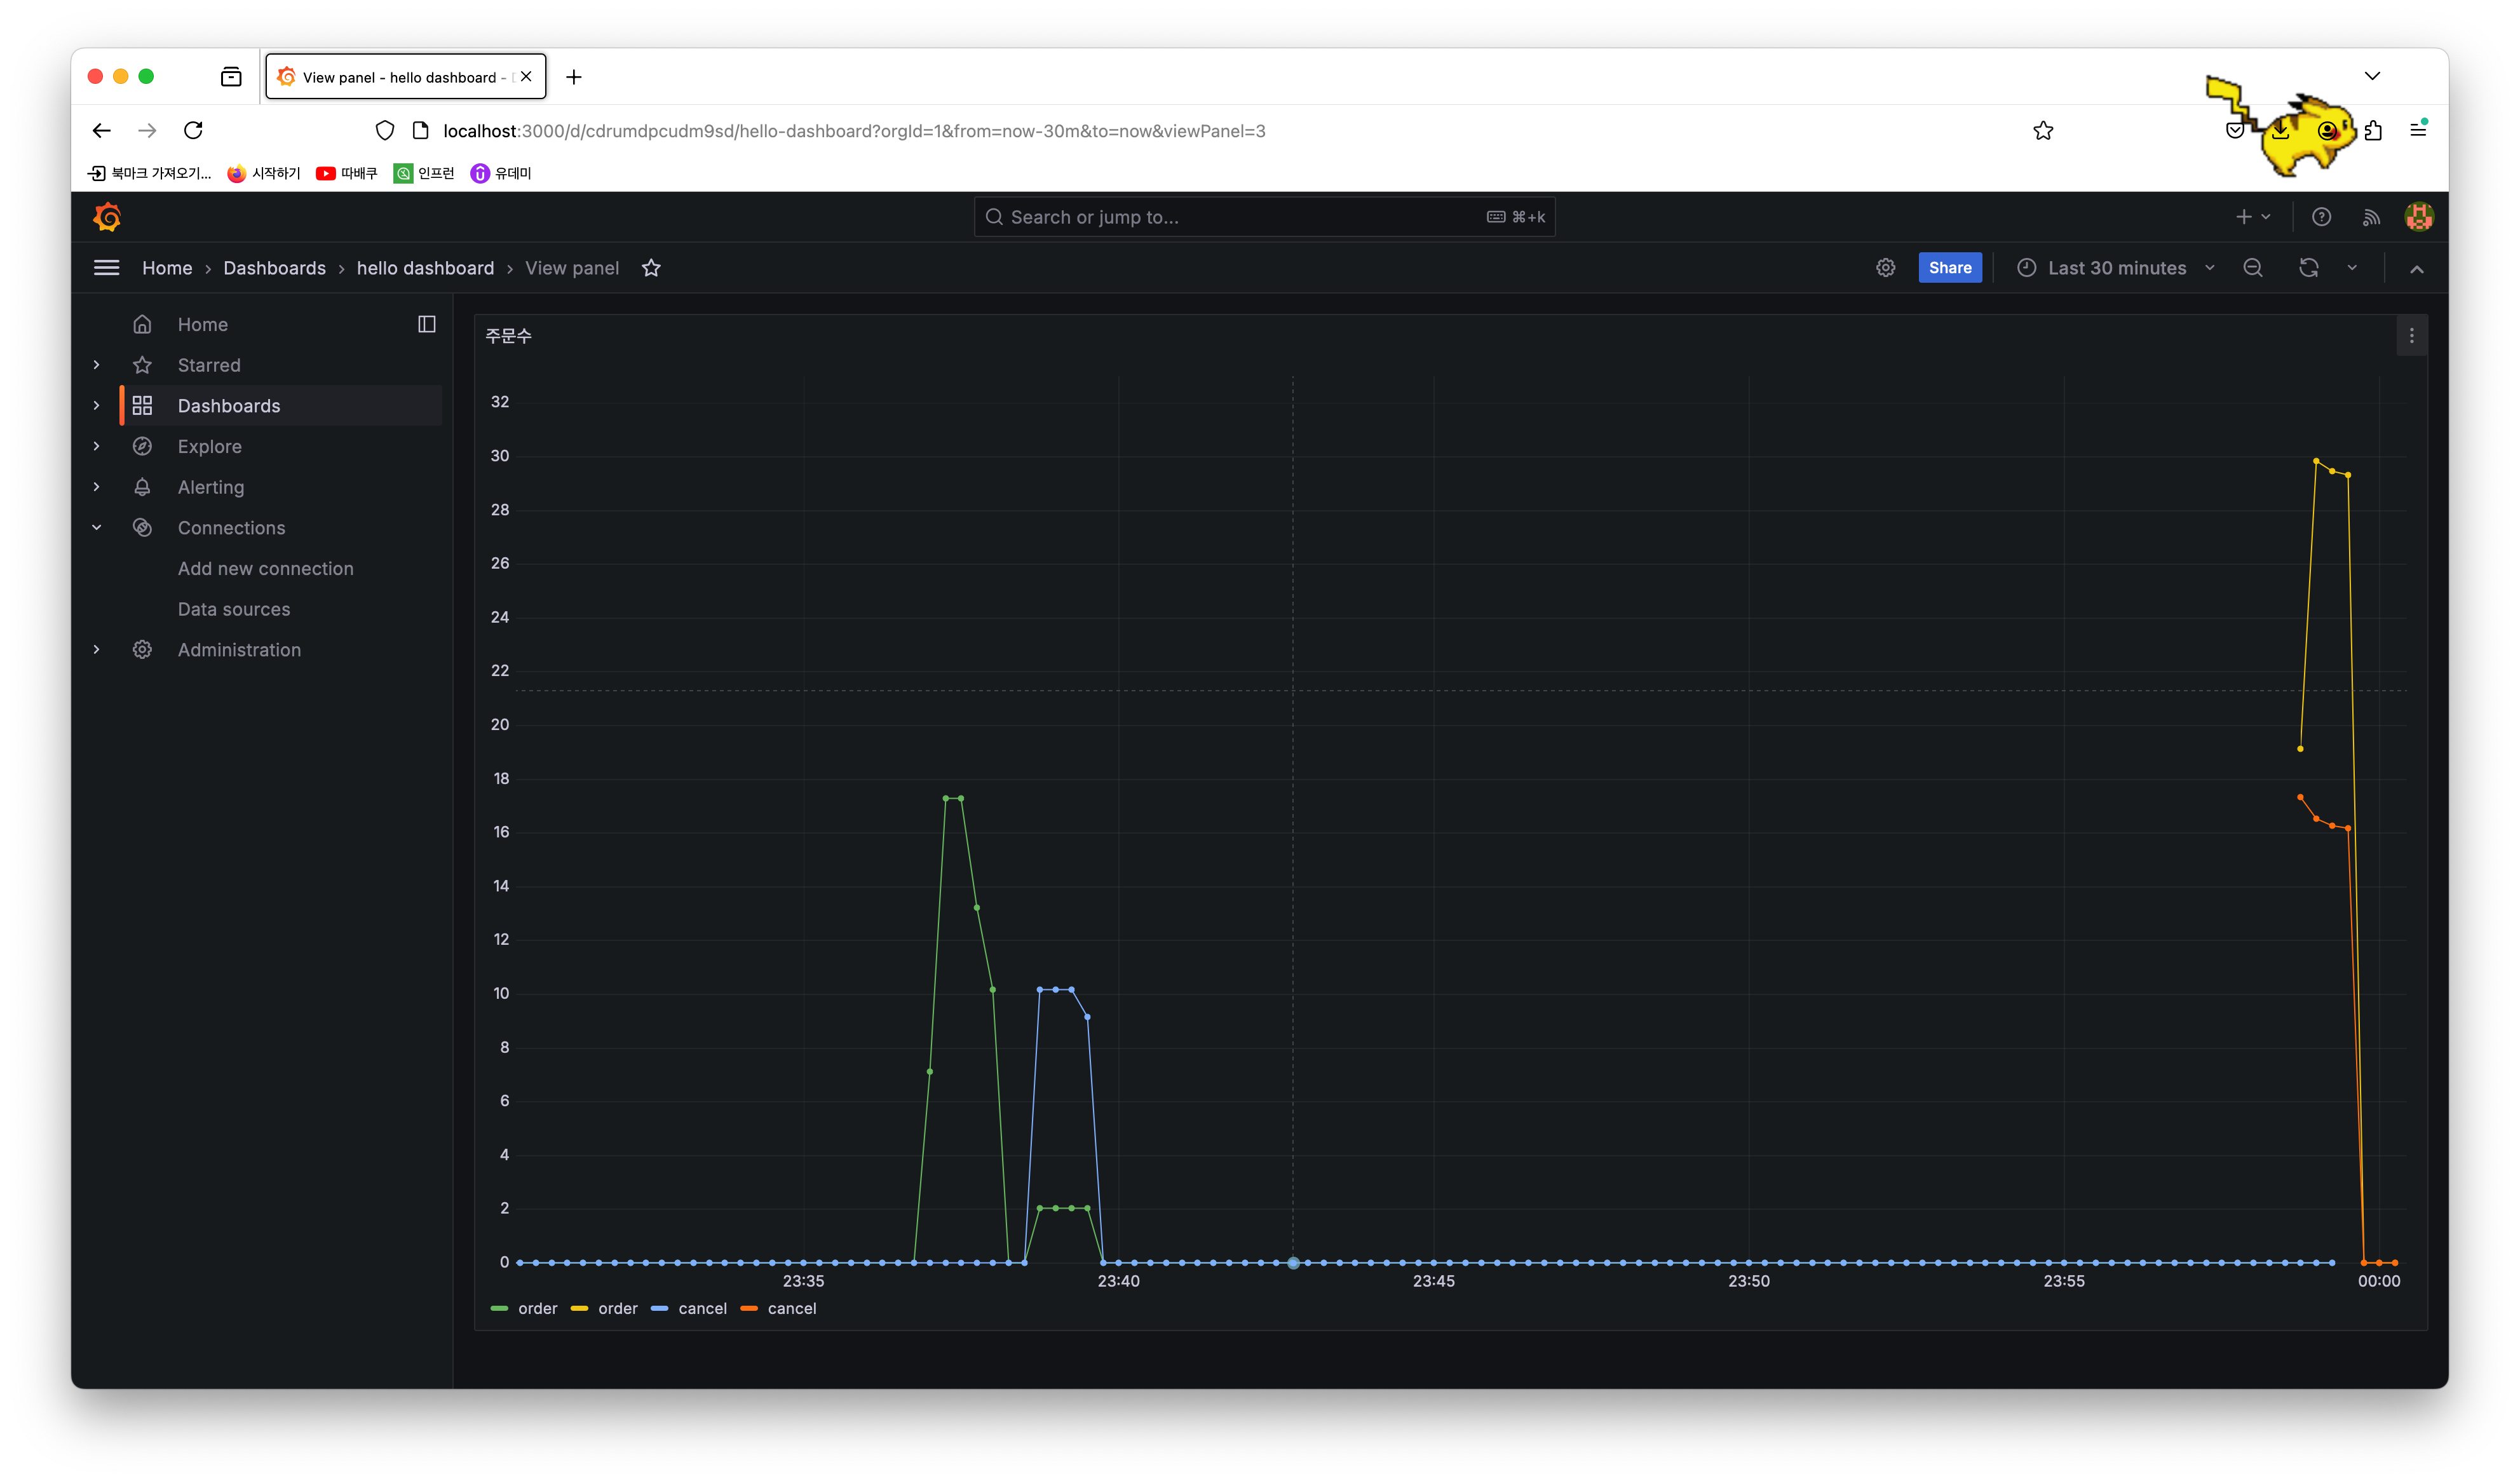 View panel - hello dashboard -
localhost:3000/d/cdrumdpcudm9sd/hello-dashboard?orgId=1&from=now-30m&to=now&viewPanel=3
북마크 가져오기... 시작하기 따배쿠 인프런 유데미
Search or jump to... ⌘+k
Home › Dashboards › hello dashboard › View panel Share Last 30 minutes
Home
Starred
Dashboards
Explore
Alerting
Connections
Add new connection
Data sources
Administration
주문수
32
30
28
26
24
22
20
18
16
14
12
10
8
6
4
2
0
23:35 23:40 23:45 23:50 23:55 00:00
order order cancel cancel